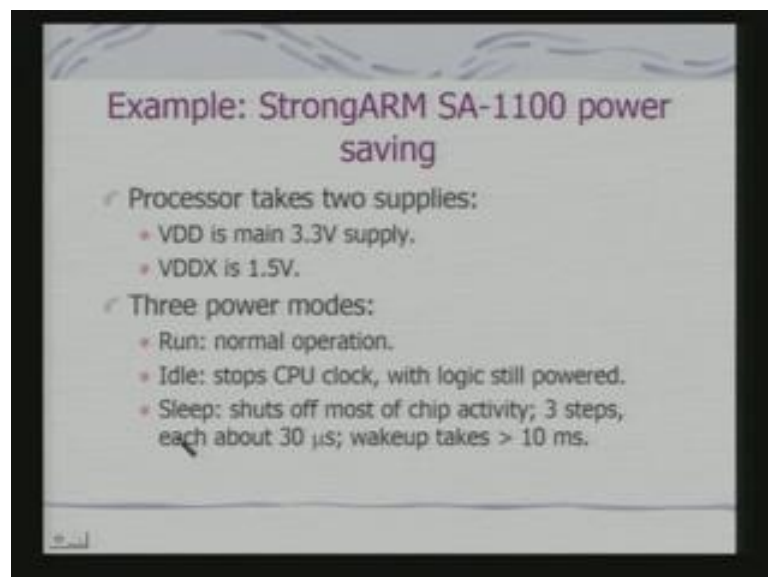 Example: StrongARM SA-1100 power
saving
Processor takes two supplies:
VDD is main 3.3V supply.
VDDX is 1.5V.
Three power modes:
Run: normal operation.
Idle: stops CPU clock, with logic still powered.
Sleep: shuts off most of chip activity; 3 steps,
each about 30 μs; wakeup takes > 10 ms.